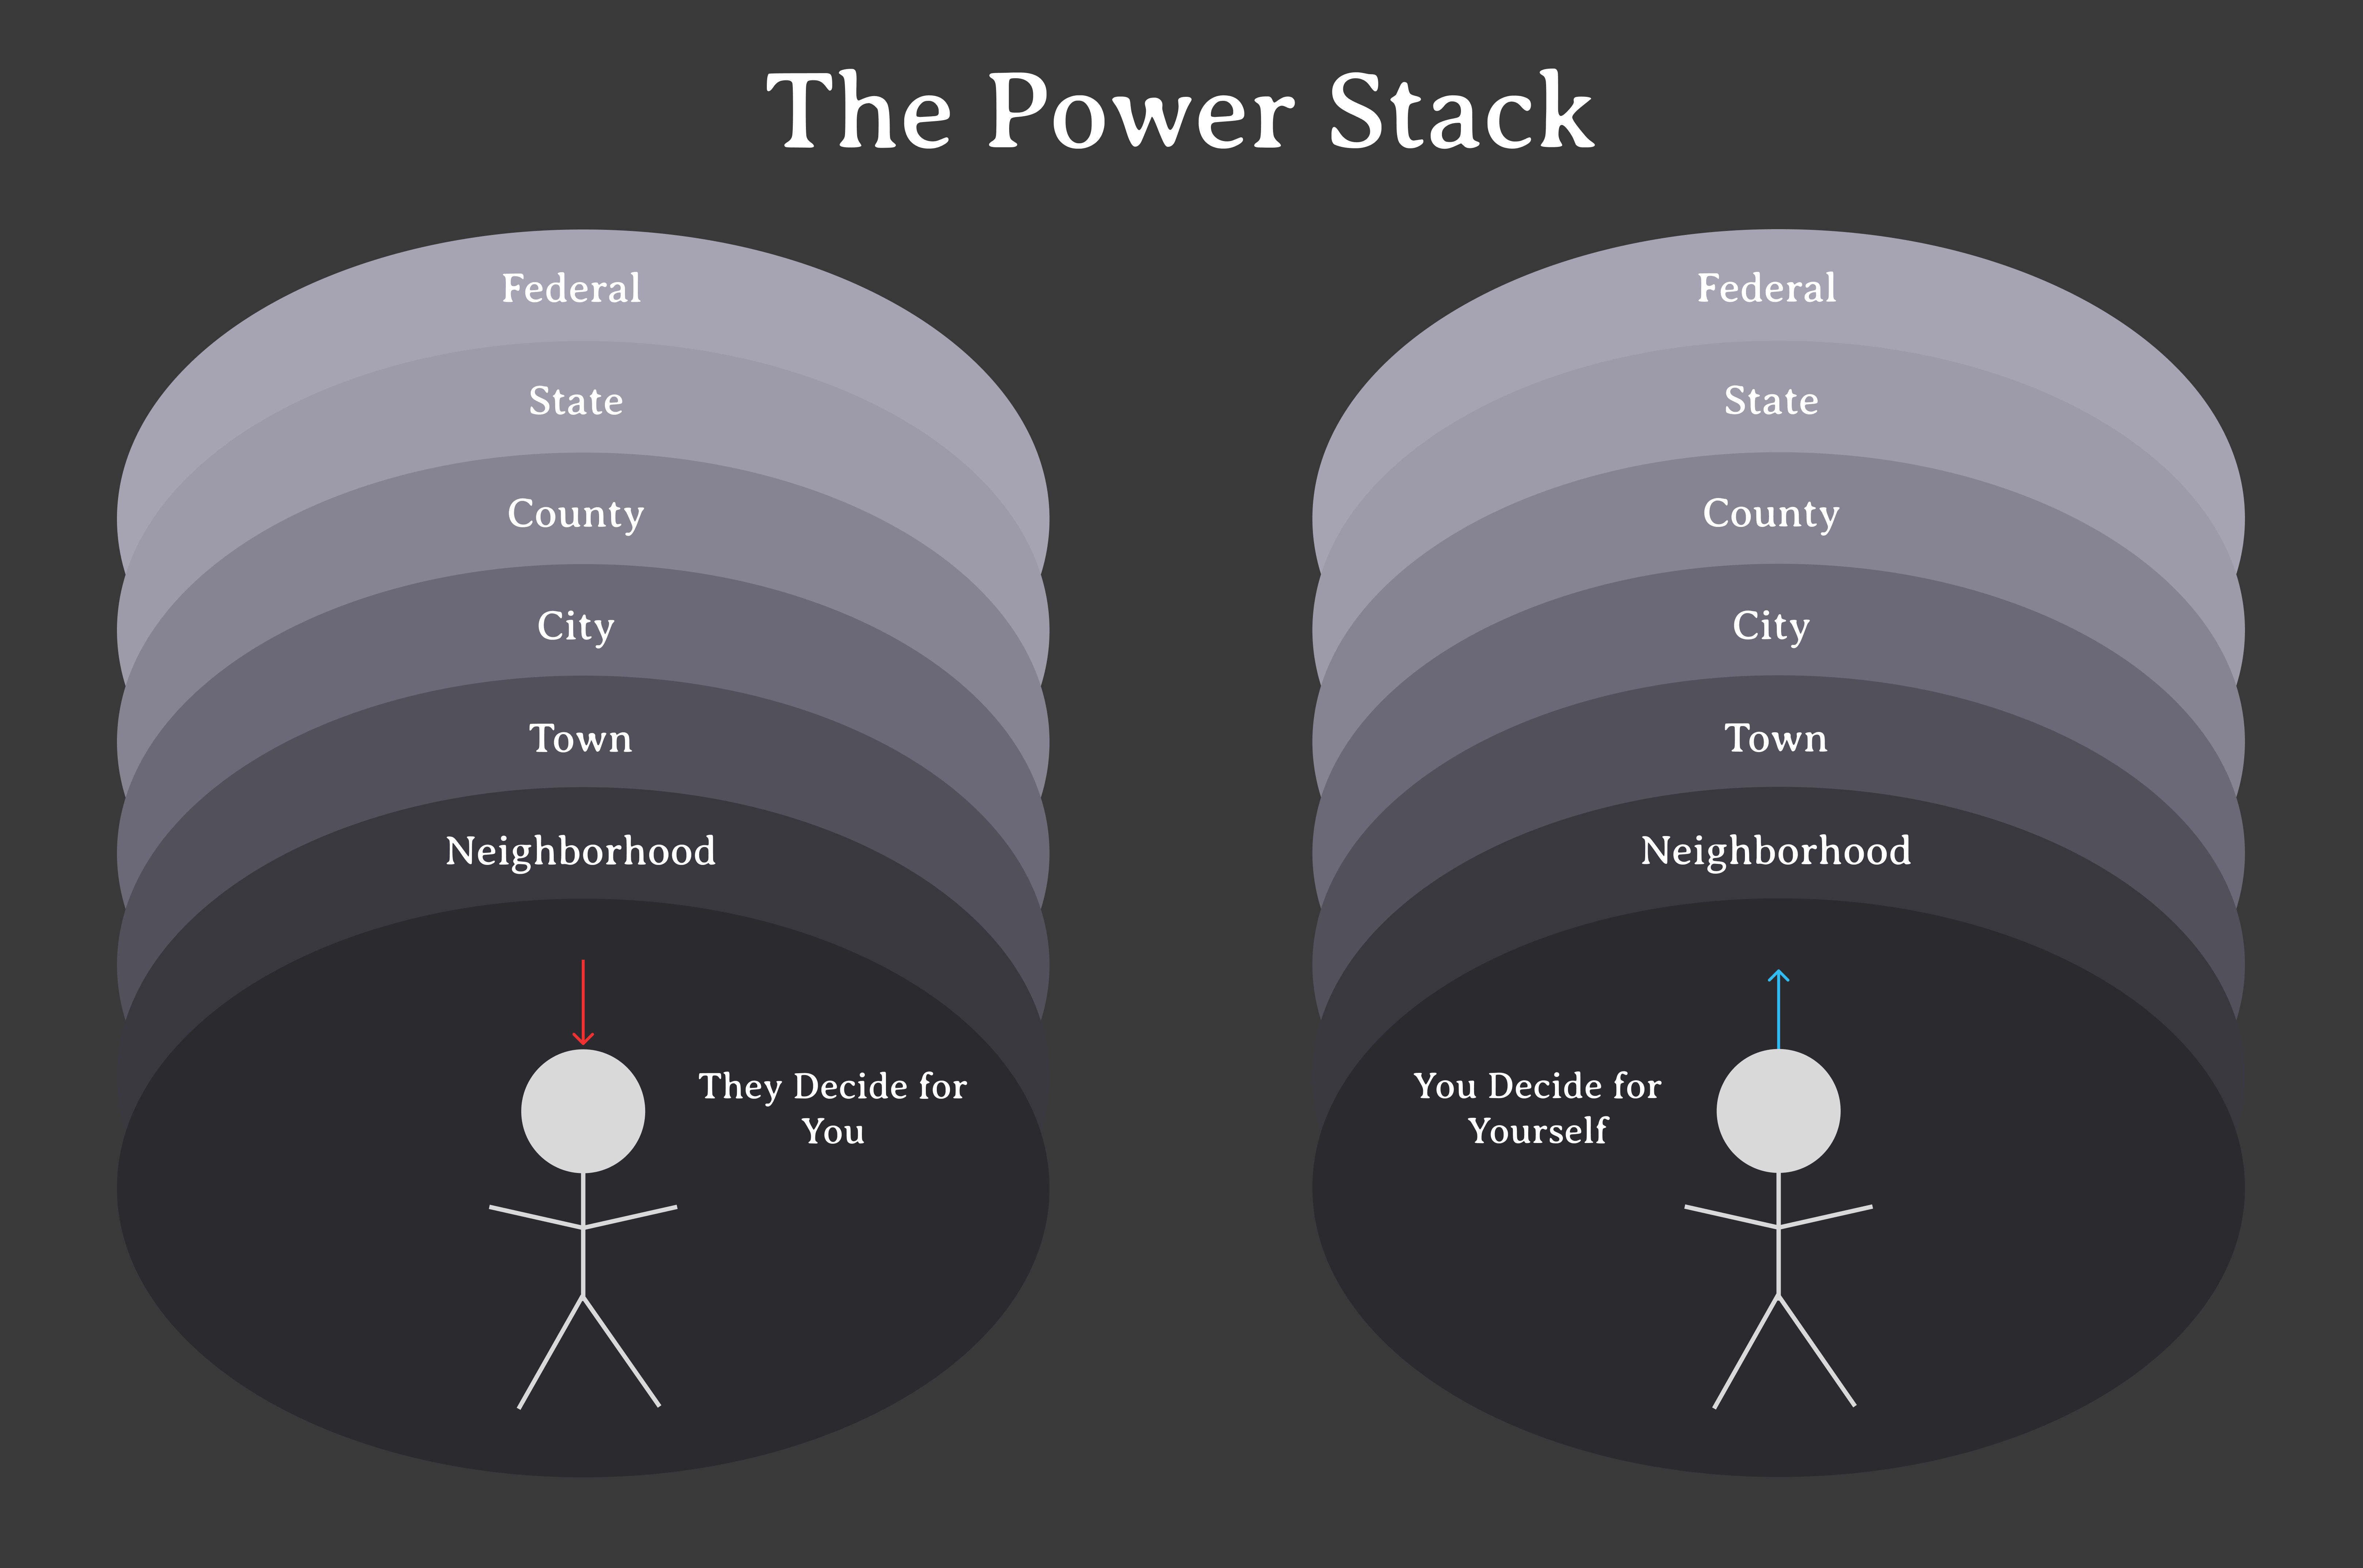 The Power Stack
Federal
State
County
City
Town
Neighborhood
They Decide for
You
Federal
State
County
City
Town
Neighborhood
You Decide for
Yourself